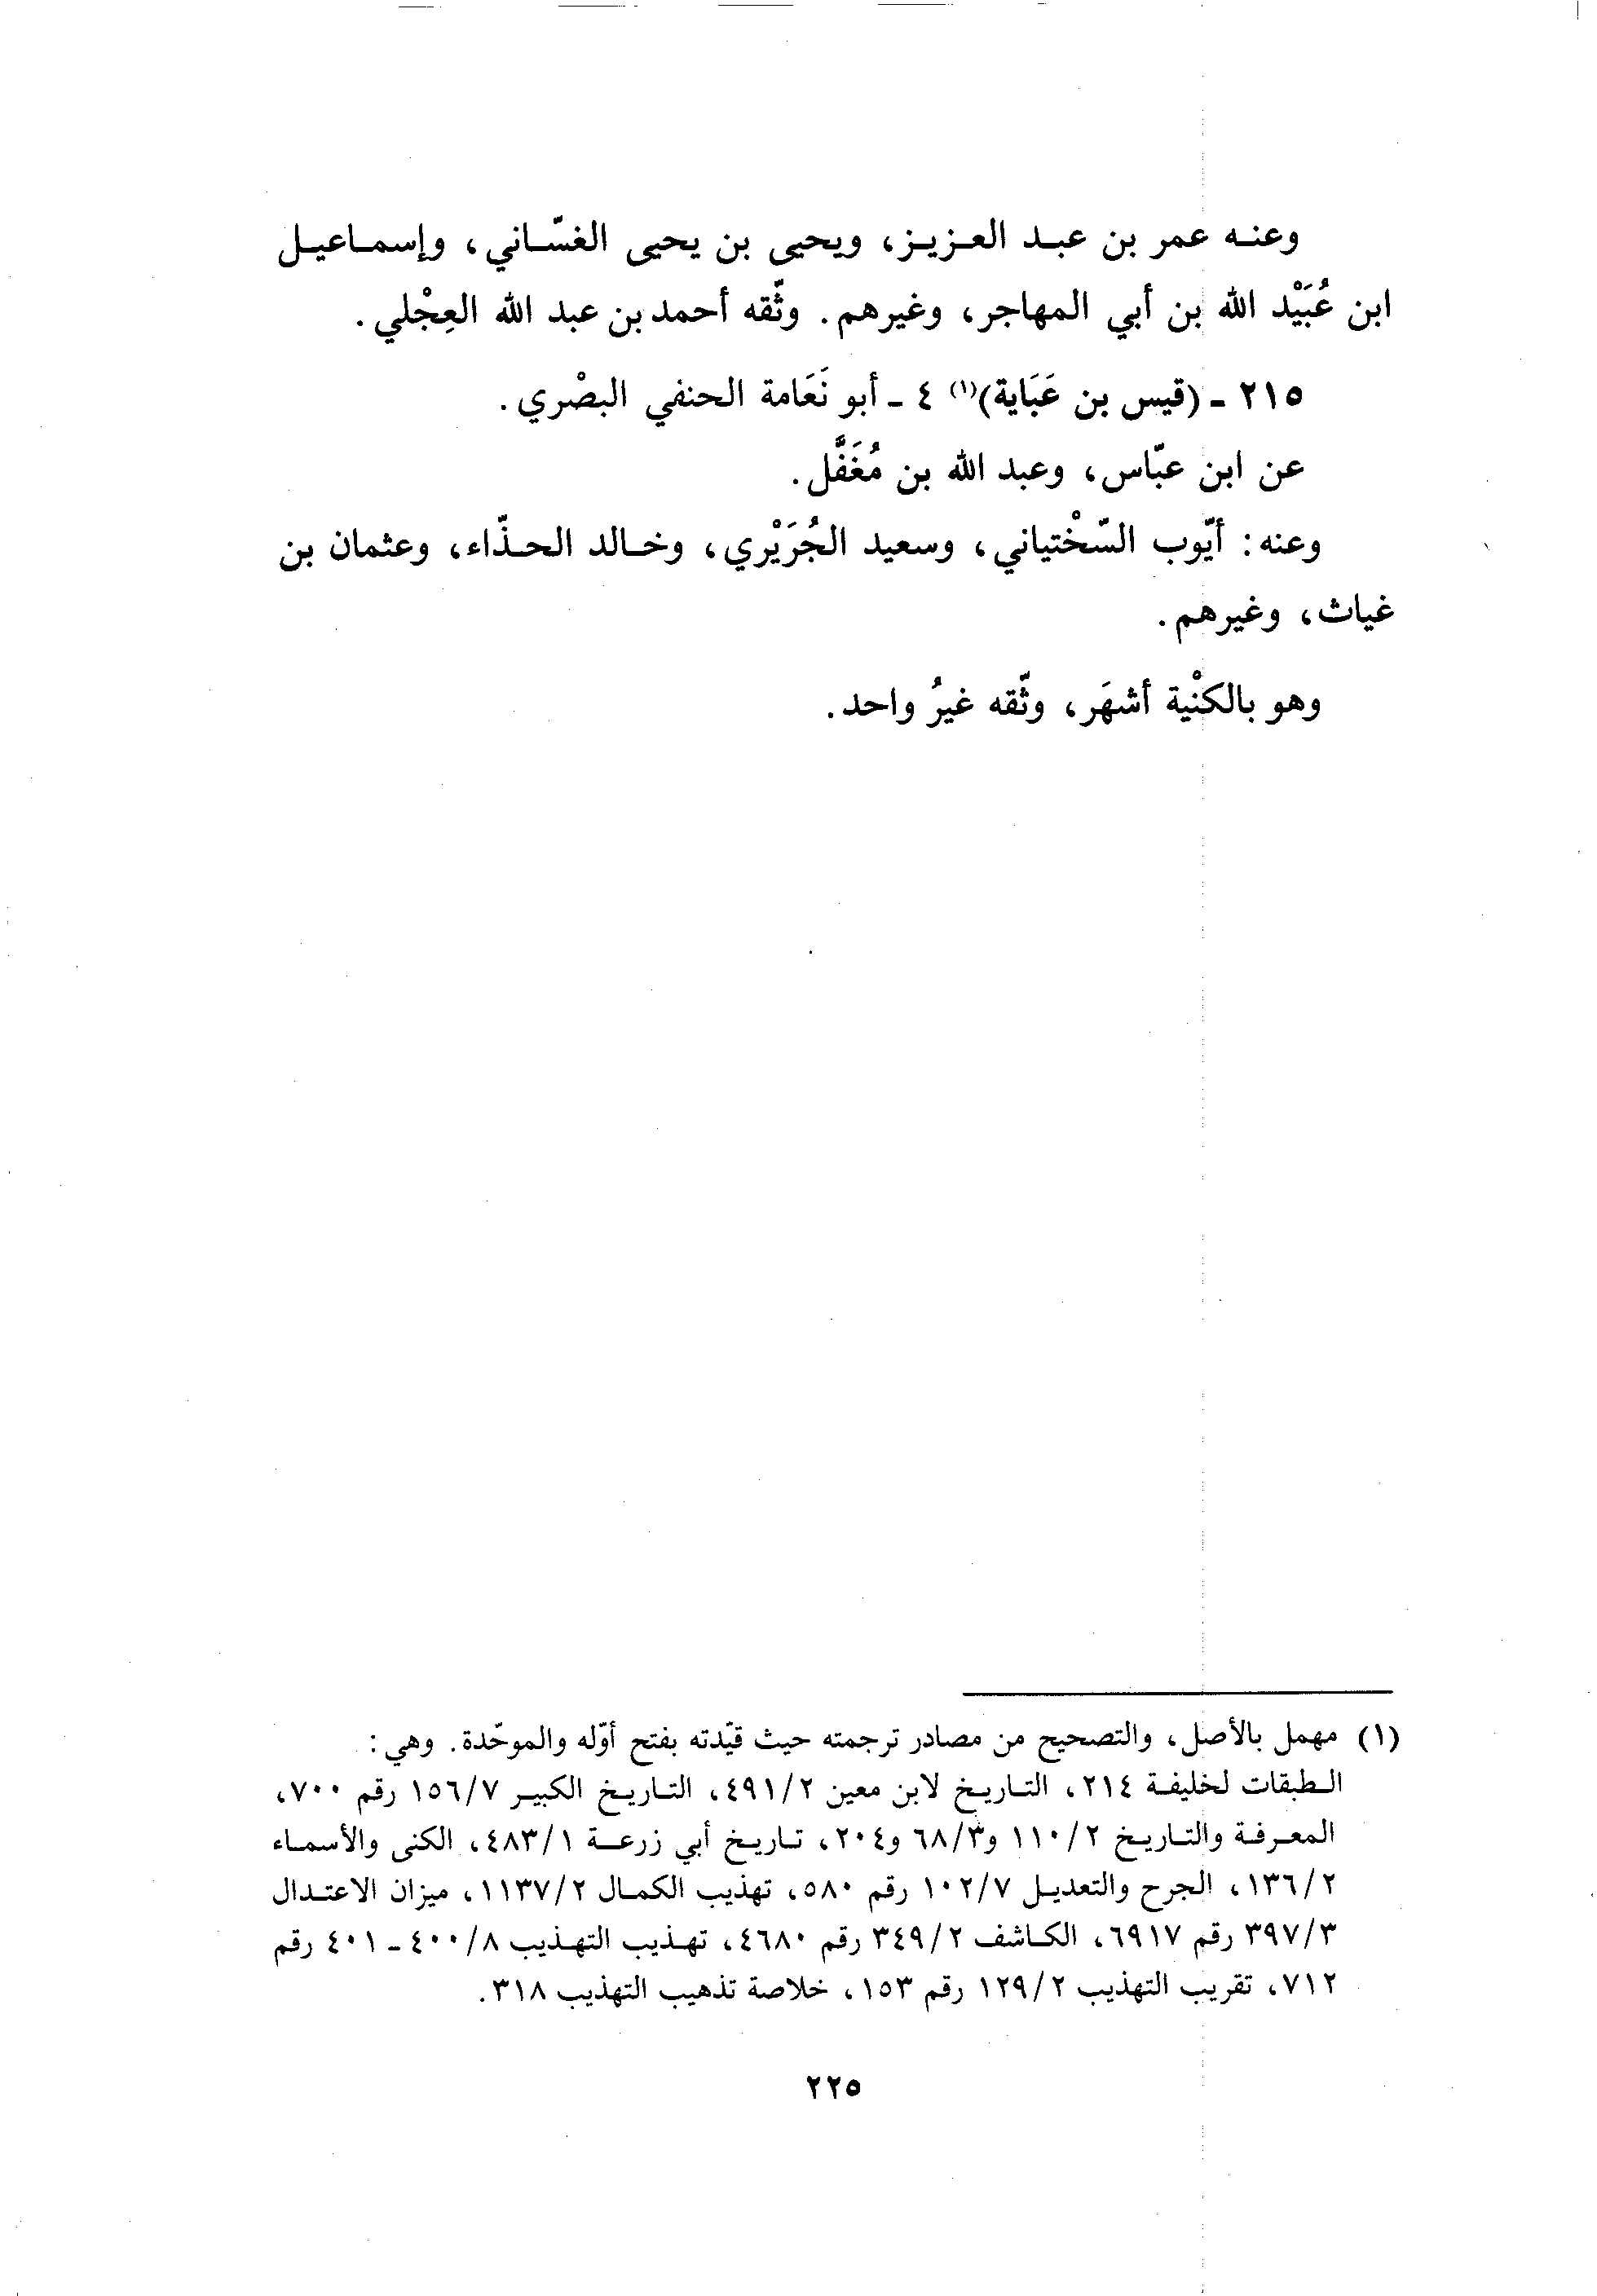 وعنه عمر بن عبد العزيز، ويحيى بن يحيى الغسّاني، وإسماعيل
ابن عُبَيْد الله بن أبي المهاجر، وغيرهم. وثّقه أحمد بن عبد الله العِجْلي.
٢١٥ ـ (قيس بن عَبَاية)(١) ٤ ـ أبو نَعَامة الحنفي البصْري.
عن ابن عبّاس، وعبد الله بن مُغَفَّل.
وعنه: أيّوب السّخْتياني، وسعيد الجُرَيْري، وخالد الحذّاء، وعثمان بن
غياث، وغيرهم.
وهو بالكنْية أشهَر، وثّقه غيرُ واحد.
(١) مهمل بالأصل، والتصحيح من مصادر ترجمته حيث قيّدته بفتح أوّله والموحّدة. وهي:
الطبقات لخليفة ٢١٤، التاريخ لابن معين ٢/٤٩١، التاريخ الكبير ٧/١٥٦ رقم ٧٠٠،
المعرفة والتاريخ ٢/١١٠ و٣/٦٨ و٢٠٤، تاريخ أبي زرعة ١/٤٨٣، الكنى والأسماء
٢/١٣٦، الجرح والتعديل ٧/١٠٢ رقم ٥٨٠، تهذيب الكمال ٢/١١٣٧، ميزان الاعتدال
٣/٣٩٧ رقم ٦٩١٧، الكاشف ٢/٣٤٩ رقم ٤٦٨٠، تهذيب التهذيب ٨/٤٠٠ ـ ٤٠١ رقم
٧١٢، تقريب التهذيب ٢/١٢٩ رقم ١٥٣، خلاصة تذهيب التهذيب ٣١٨.
٢٢٥